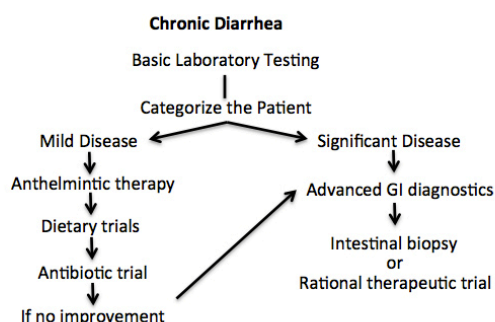 Chronic Diarrhea
Basic Laboratory Testing
Categorize the Patient
Mild Disease
Anthelmintic therapy
Dietary trials
Antibiotic trial
If no improvement
Significant Disease
Advanced GI diagnostics
Intestinal biopsy
or
Rational therapeutic trial